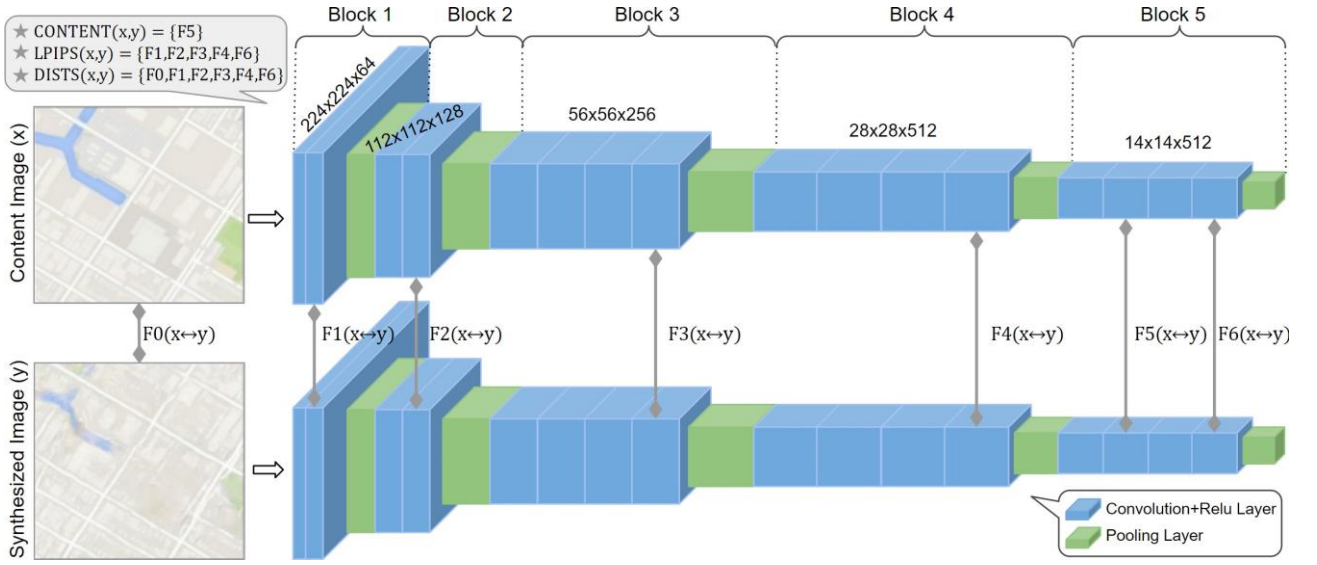 ★ CONTENT(x,y) = {F5}
★ LPIPS(x,y) = {F1,F2,F3,F4,F6}
★ DISTS(x,y) = {F0,F1,F2,F3,F4,F6}
Block 1
Block 2
Block 3
Block 4
Block 5
224x224x64
112x112x128
56x56x256
28x28x512
14x14x512
Content Image (x)
F0(x↔y)
F1(x↔y)
F2(x↔y)
F3(x↔y)
F4(x↔y)
F5(x↔y)
F6(x↔y)
Synthesized Image (y)
Convolution+Relu Layer
Pooling Layer